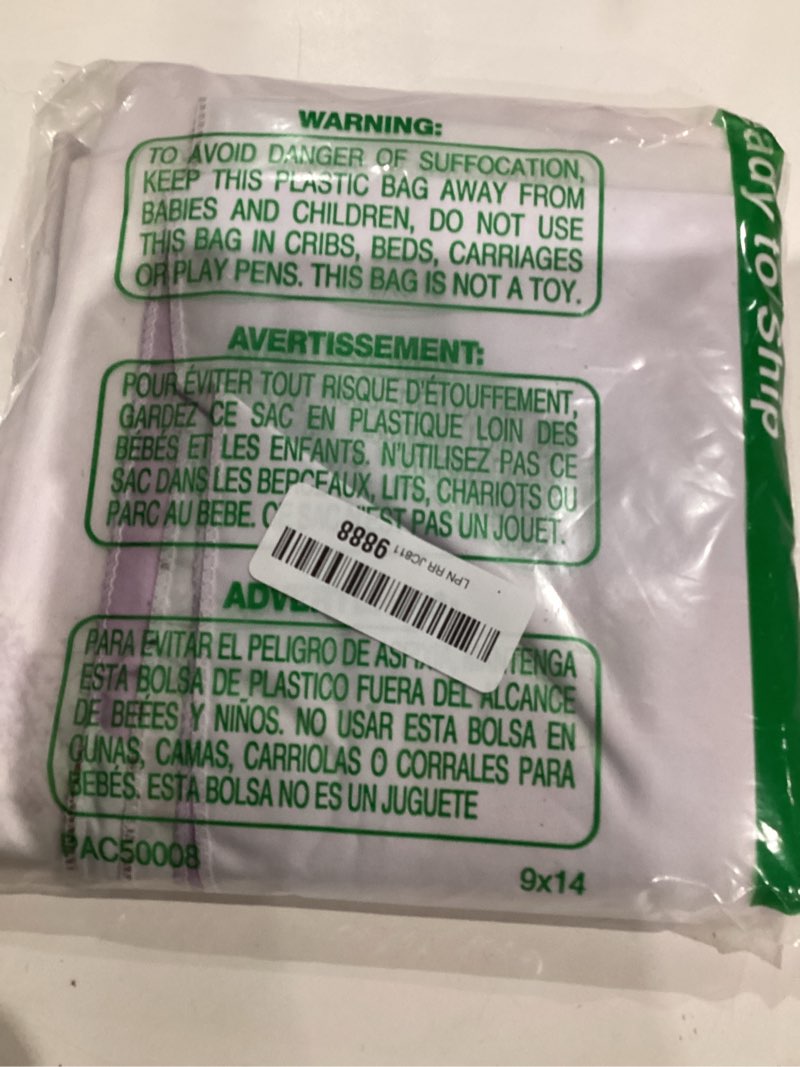 WARNING:
TO AVOID DANGER OF SUFFOCATION,
KEEP THIS PLASTIC BAG AWAY FROM
BABIES AND CHILDREN, DO NOT USE
THIS BAG IN CRIBS, BEDS, CARRIAGES
OR PLAY PENS. THIS BAG IS NOT A TOY.
AVERTISSEMENT:
POUR ÉVITER TOUT RISQUE D'ÉTOUFFEMENT,
GARDEZ CE SAC EN PLASTIQUE LOIN DES
BÉBÉS ET LES ENFANTS. N'UTILISEZ PAS CE
SAC DANS LES BERCEAUX, LITS, CHARIOTS OU
PARC AU BEBE. PAS UN JOUET.
LPN RR JC811 9888
PARA EVITAR EL PELIGRO DE
ESTA BOLSA DE PLASTICO FUERA DEL ALCANCE
DE BEBES Y NIÑOS. NO USAR ESTA BOLSA EN
CUNAS, CAMAS, CARRIOLAS O CORRALES PARA
BEBÉS. ESTA BOLSA NO ES UN JUGUETE
PAC50008
9x14
eady to Ship